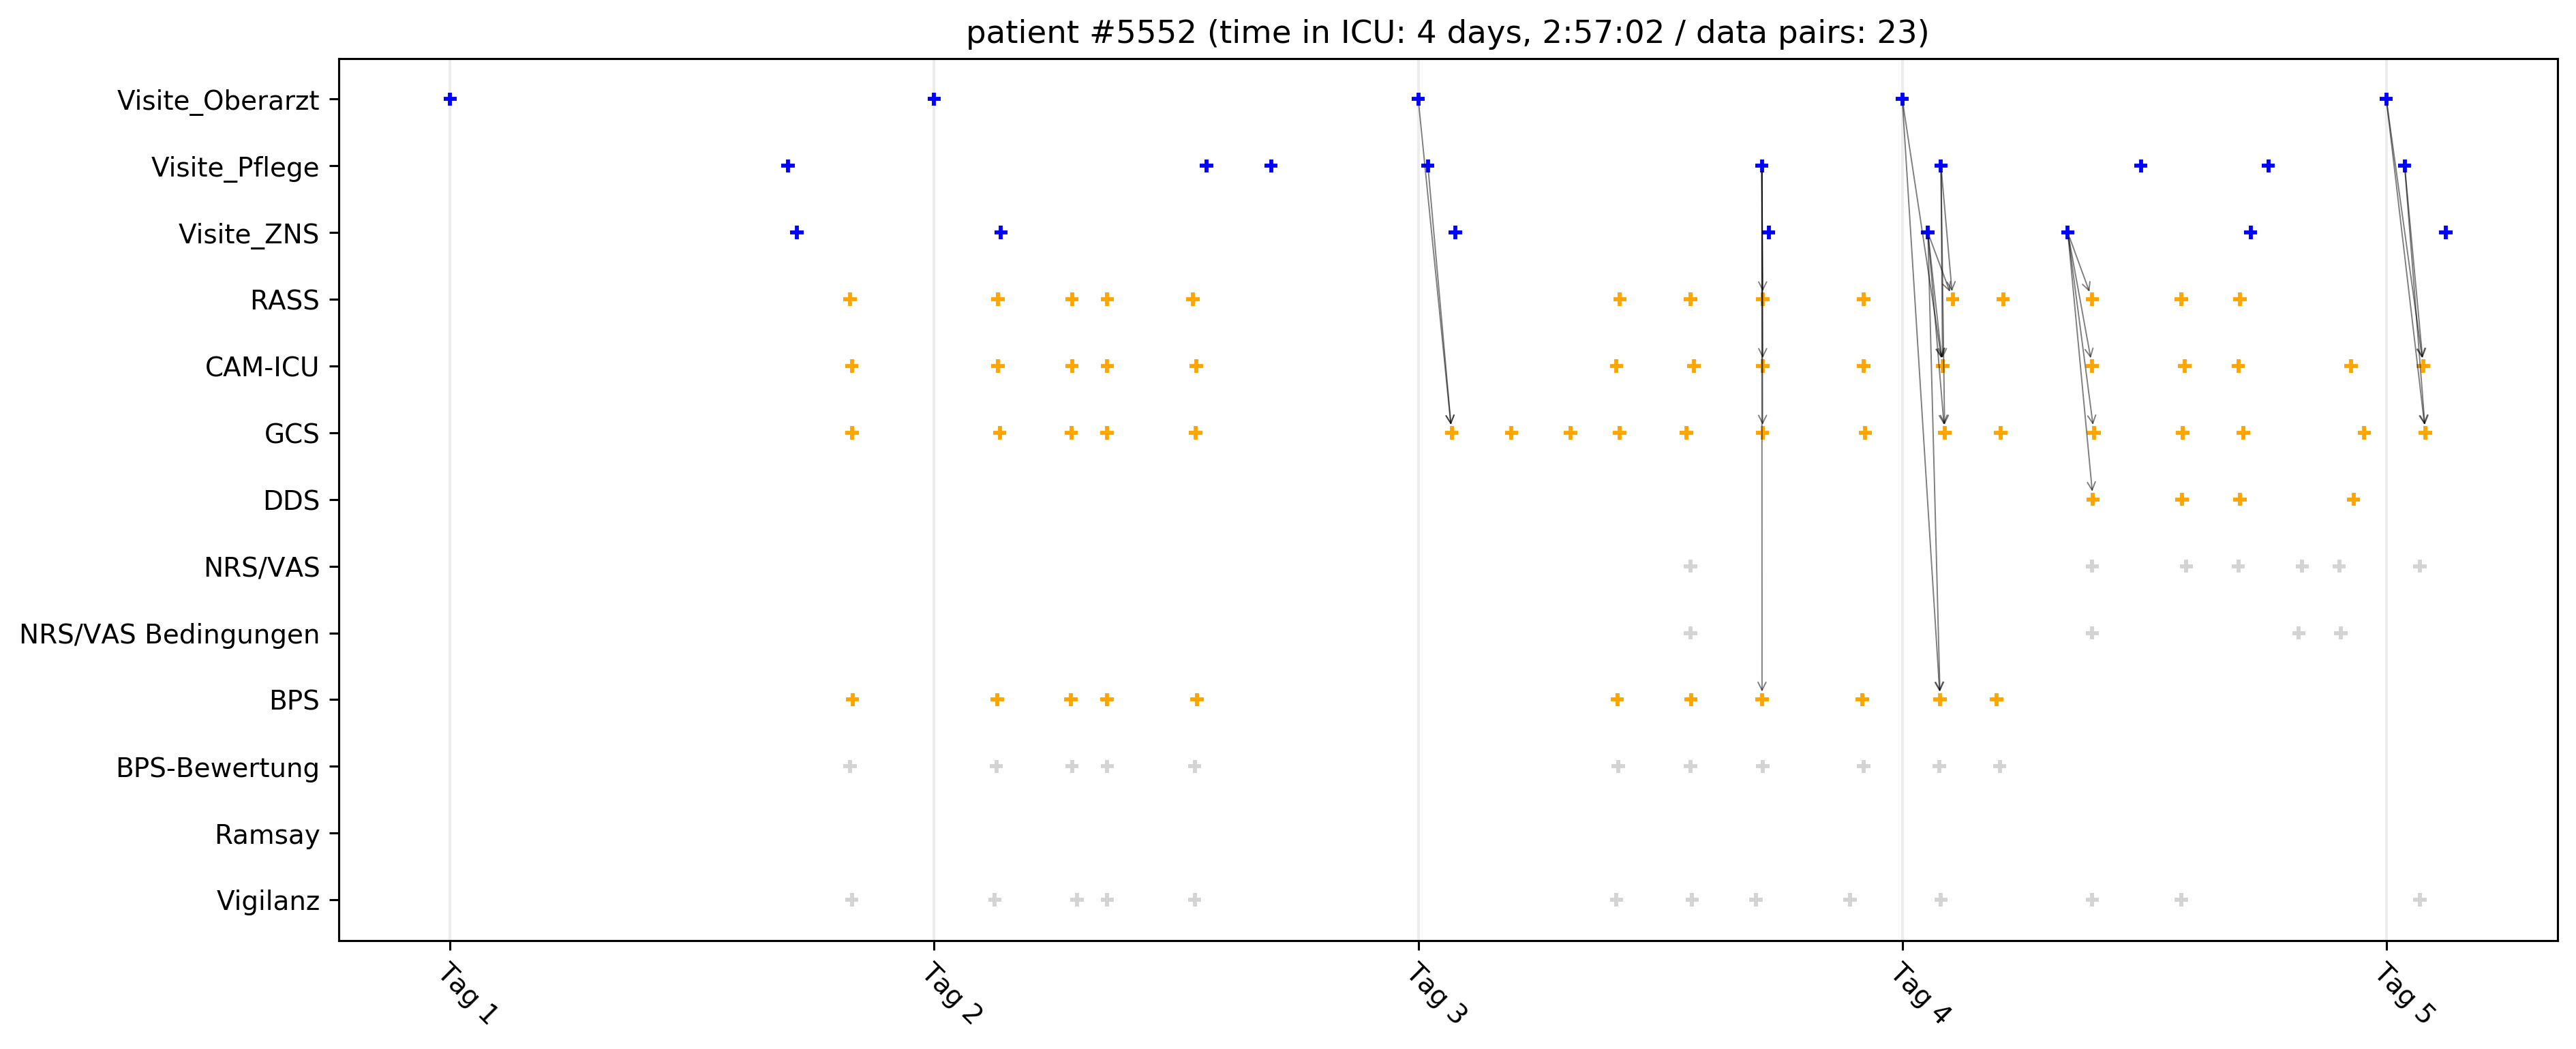 patient #5552 (time in ICU: 4 days, 2:57:02 / data pairs: 23)
Visite_Oberarzt
Visite_Pflege
Visite_ZNS
RASS
CAM-ICU
GCS
DDS
NRS/VAS
NRS/VAS Bedingungen
BPS
BPS-Bewertung
Ramsay
Vigilanz
Tag 1
Tag 2
Tag 3
Tag 4
Tag 5